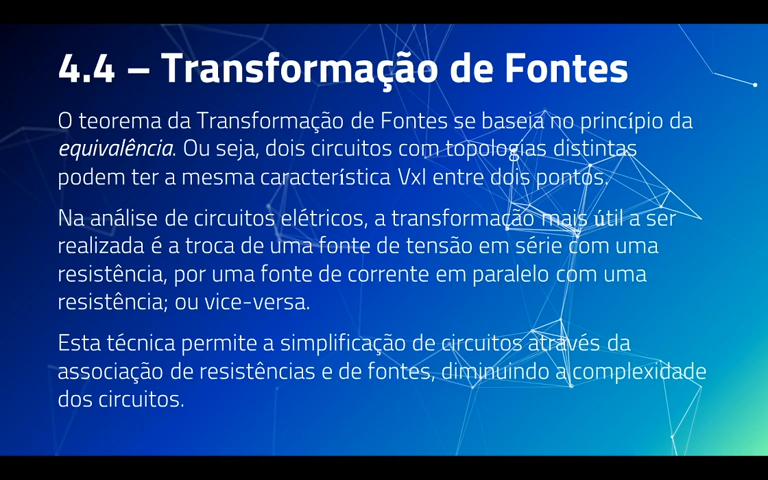 4.4 – Transformação de Fontes
O teorema da Transformação de Fontes se baseia no princípio da
equivalência. Ou seja, dois circuitos com topologias distintas
podem ter a mesma característica VxI entre dois pontos.
Na análise de circuitos elétricos, a transformação mais útil a ser
realizada é a troca de uma fonte de tensão em série com uma
resistência, por uma fonte de corrente em paralelo com uma
resistência; ou vice-versa.
Esta técnica permite a simplificação de circuitos através da
associação de resistências e de fontes, diminuindo a complexidade
dos circuitos.